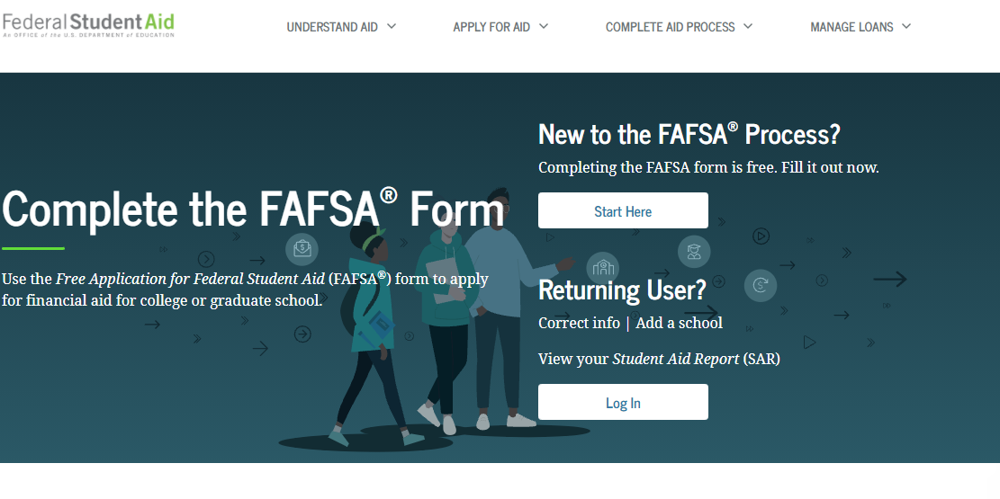 Federal Student Aid
An OFFICE of the U.S. DEPARTMENT of EDUCATION
UNDERSTAND AID
APPLY FOR AID
COMPLETE AID PROCESS
MANAGE LOANS
Complete the FAFSA® Form
Use the Free Application for Federal Student Aid (FAFSA®) form to apply
for financial aid for college or graduate school.
New to the FAFSA® Process?
Completing the FAFSA form is free. Fill it out now.
Start Here
Returning User?
Correct info | Add a school
View your Student Aid Report (SAR)
Log In